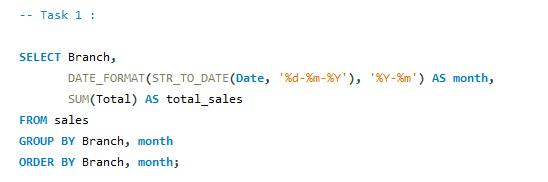 -- Task 1 :
SELECT Branch,
DATE_FORMAT(STR_TO_DATE(Date, '%d-%m-%Y'), '%Y-%m') AS month,
SUM(Total) AS total_sales
FROM sales
GROUP BY Branch, month
ORDER BY Branch, month;